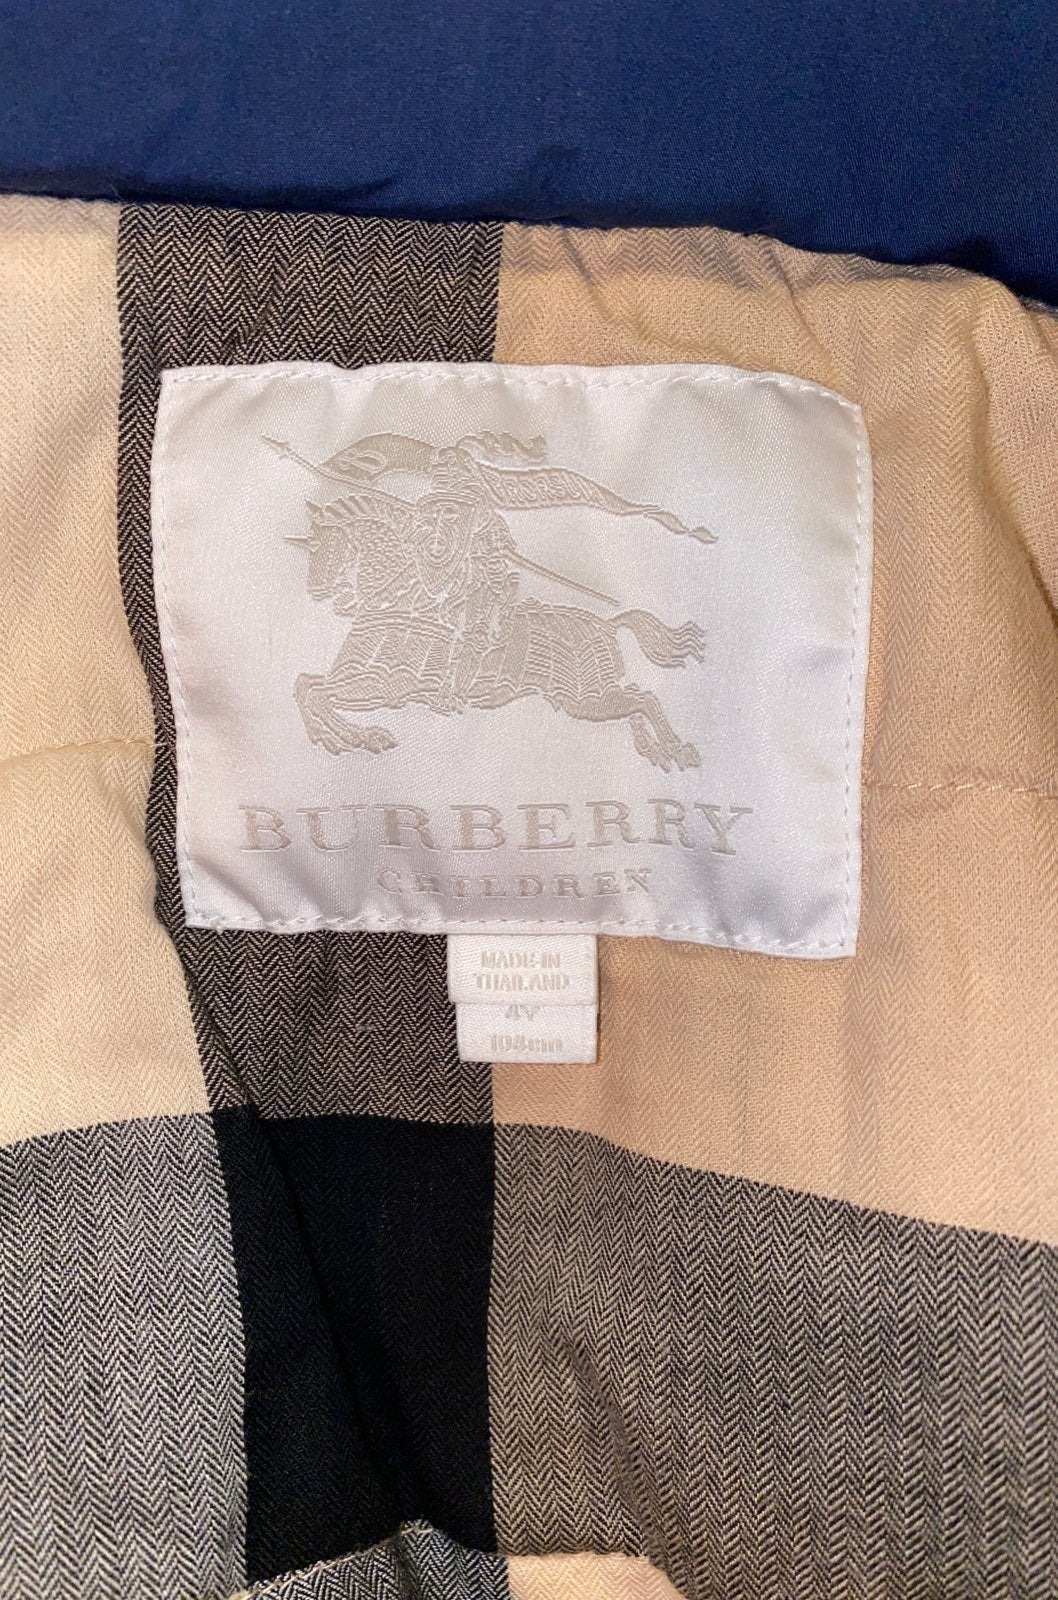 PRORSUM
BURBERRY
CHILDREN
MADE IN
THAILAND
4Y
104cm